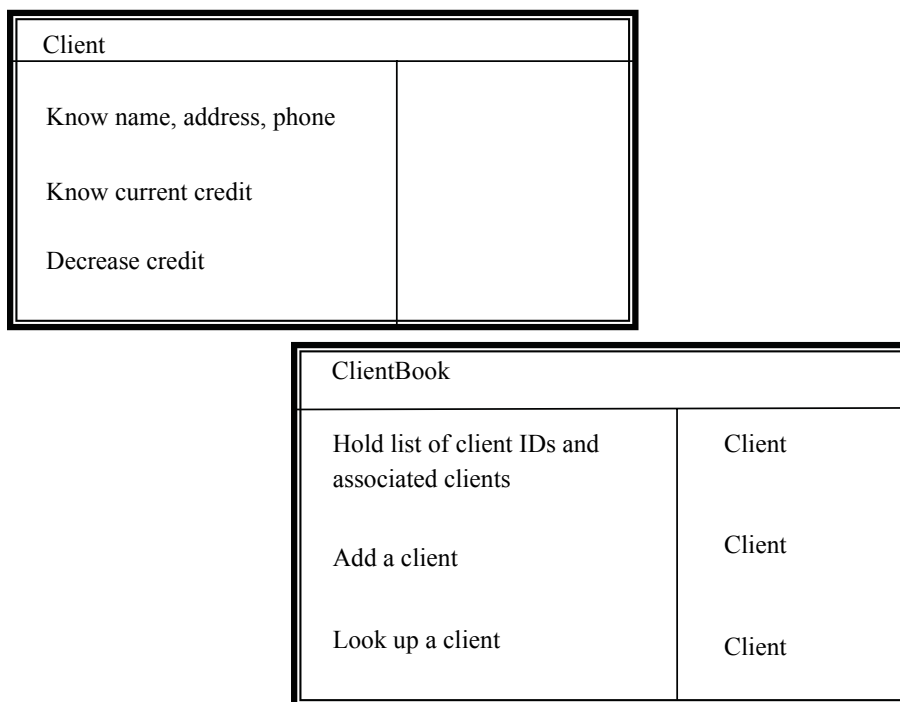 Client
Know name, address, phone
Know current credit
Decrease credit
ClientBook
Hold list of client IDs and
associated clients
Client
Add a client
Client
Look up a client
Client